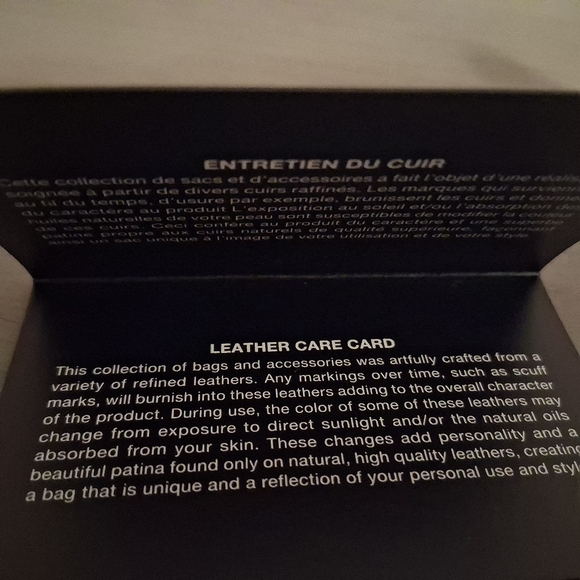 ENTRETIEN DU CUIR
Cette collection de sacs et d'accessoires a fait l'objet d'une
soignée à partir de divers cuirs raffinés. Les marques qui
au fil du temps, d'usure par exemple, brunissent les cuirs et
du caractère au produit L'exposition au soleil et/ou l'absorption
naturelles de votre peau sont susceptibles de modifier la
de ces cuirs. Ceci confère au produit du caractère et
patine propre aux cuirs naturels de qualité supérieure, façonnant
ainsi un sac unique à l'image de votre utilisation et de votre style.
LEATHER CARE CARD
This collection of bags and accessories was artfully crafted from a
variety of refined leathers. Any markings over time, such as scuff
marks, will burnish into these leathers adding to the overall character
of the product. During use, the color of some of these leathers may
change from exposure to direct sunlight and/or the natural oils
absorbed from your skin. These changes add personality and a
beautiful patina found only on natural, high quality leathers, creating
a bag that is unique and a reflection of your personal use and